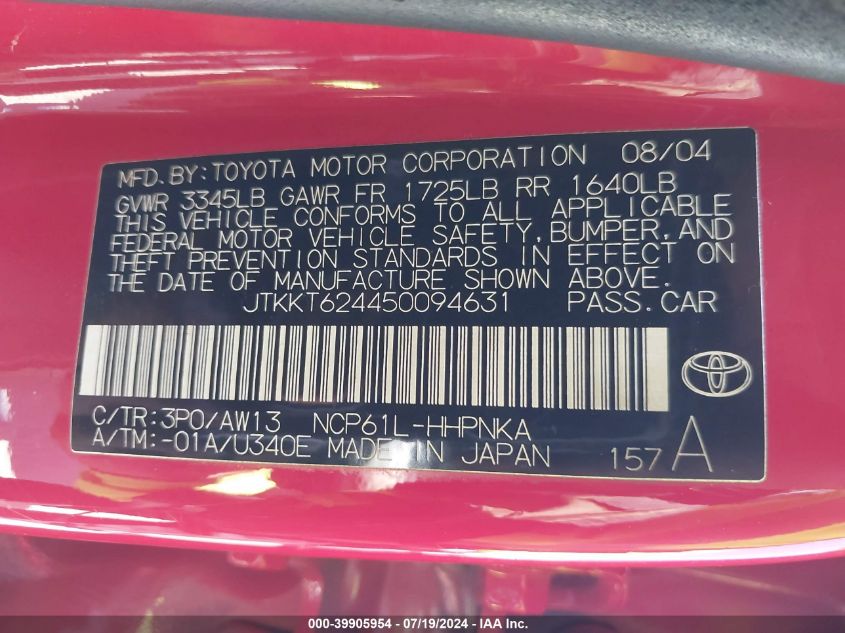 MFD. BY: TOYOTA MOTOR CORPORATION 08/04
GVWR 3345LB GAWR FR 1725LB RR 1640LB
THIS VEHICLE CONFORMS TO ALL APPLICABLE
FEDERAL MOTOR VEHICLE SAFETY, BUMPER, AND
THEFT PREVENTION STANDARDS IN EFFECT ON
THE DATE OF MANUFACTURE SHOWN ABOVE.
JTKKT624450094631 PASS.CAR
C/TR:3P0/AW13 NCP61L-HHPNKA
A/TM:-01A/U340E MADE IN JAPAN 157 A
000-39905954 - 07/19/2024 - IAA Inc.